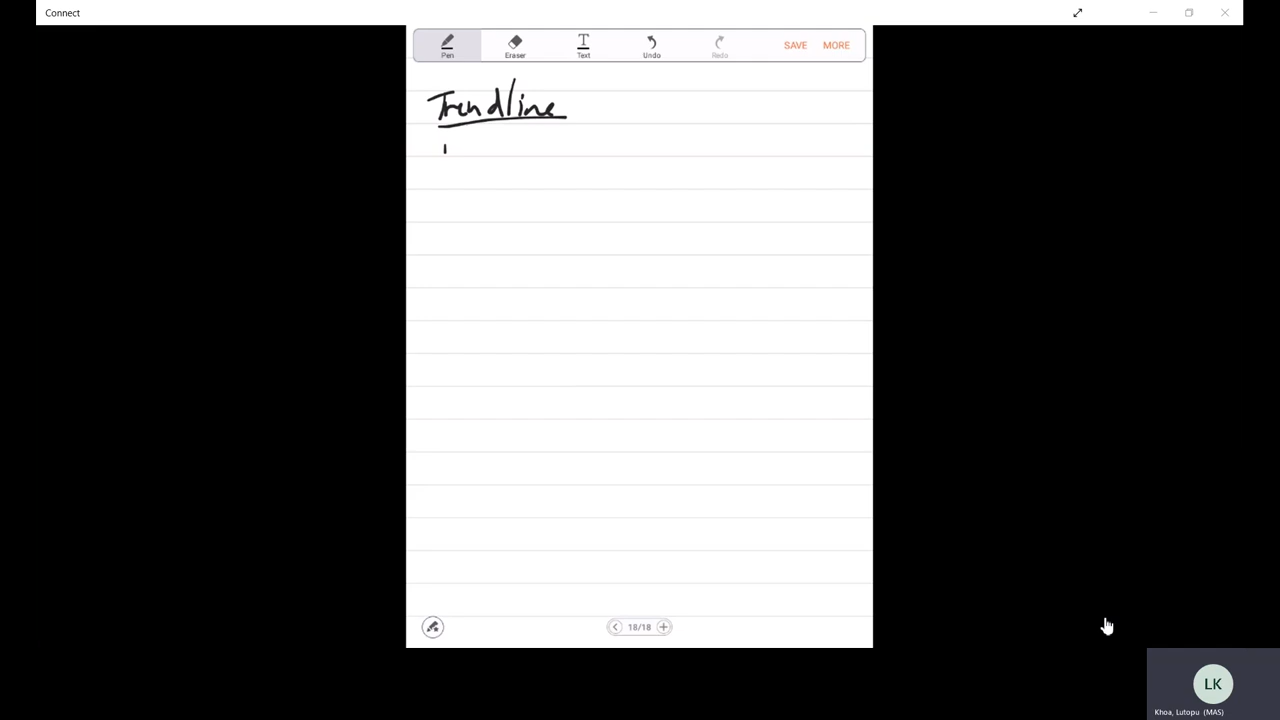 Connect
Pen Eraser Text Undo Redo SAVE MORE
Trendline
18/18
LK
Khoa, Lutopu (MAS)